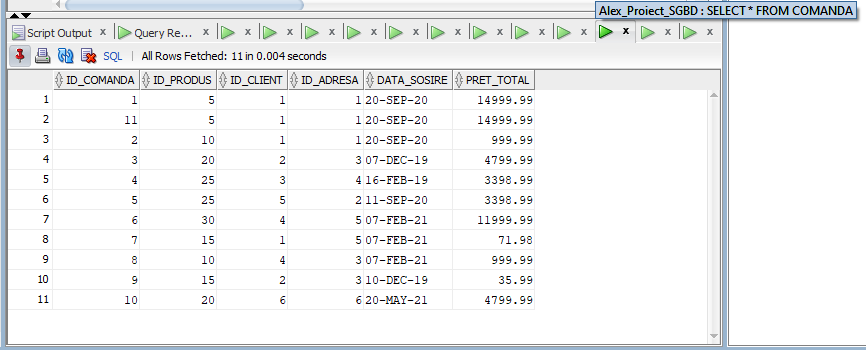 Alex_Proiect_SGBD : SELECT * FROM COMANDA
Script Output x Query Re... x x x x x x x x x x x x x
SQL | All Rows Fetched: 11 in 0.004 seconds
ID_COMANDA ID_PRODUS ID_CLIENT ID_ADRESA DATA_SOSIRE PRET_TOTAL
1 1 5 1 1 20-SEP-20 14999.99
2 11 5 1 1 20-SEP-20 14999.99
3 2 10 1 1 20-SEP-20 999.99
4 3 20 2 3 07-DEC-19 4799.99
5 4 25 3 4 16-FEB-19 3398.99
6 5 25 5 2 11-SEP-20 3398.99
7 6 30 4 5 07-FEB-21 11999.99
8 7 15 1 5 07-FEB-21 71.98
9 8 10 4 3 07-FEB-21 999.99
10 9 15 2 3 10-DEC-19 35.99
11 10 20 6 6 20-MAY-21 4799.99